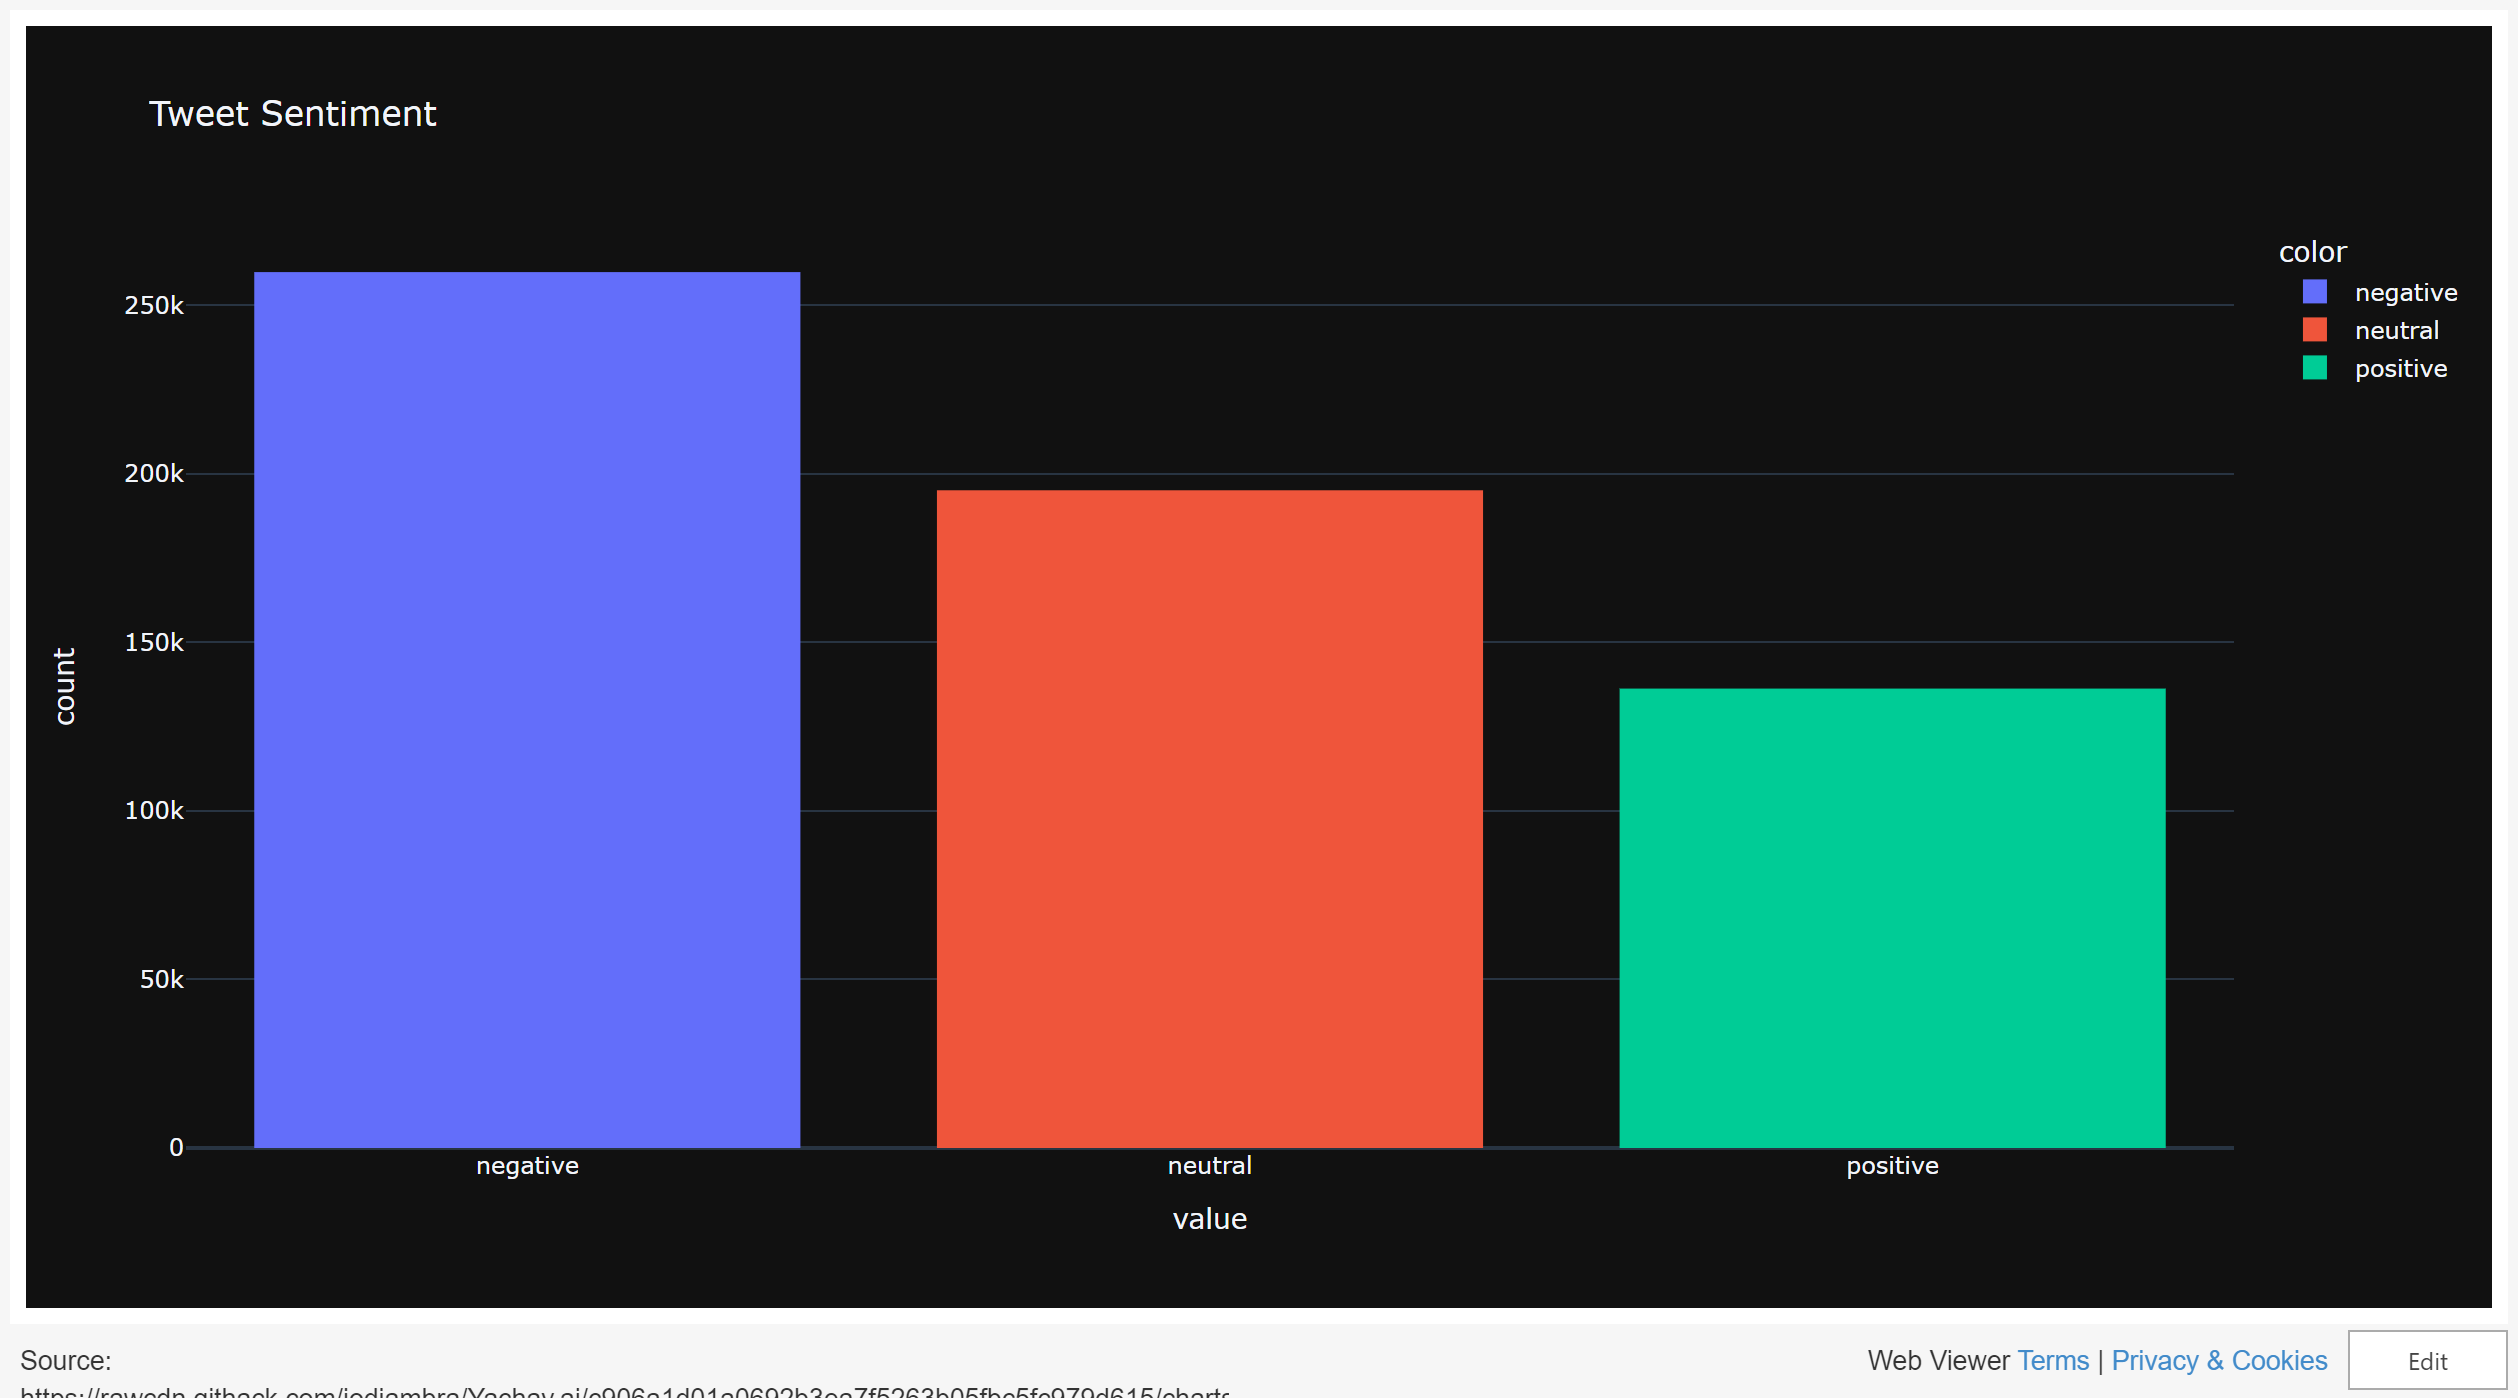 Tweet Sentiment
color
negative
neutral
positive
250k
200k
150k
100k
50k
0
count
negative neutral positive
value
Source:
Web Viewer Terms | Privacy & Cookies
Edit